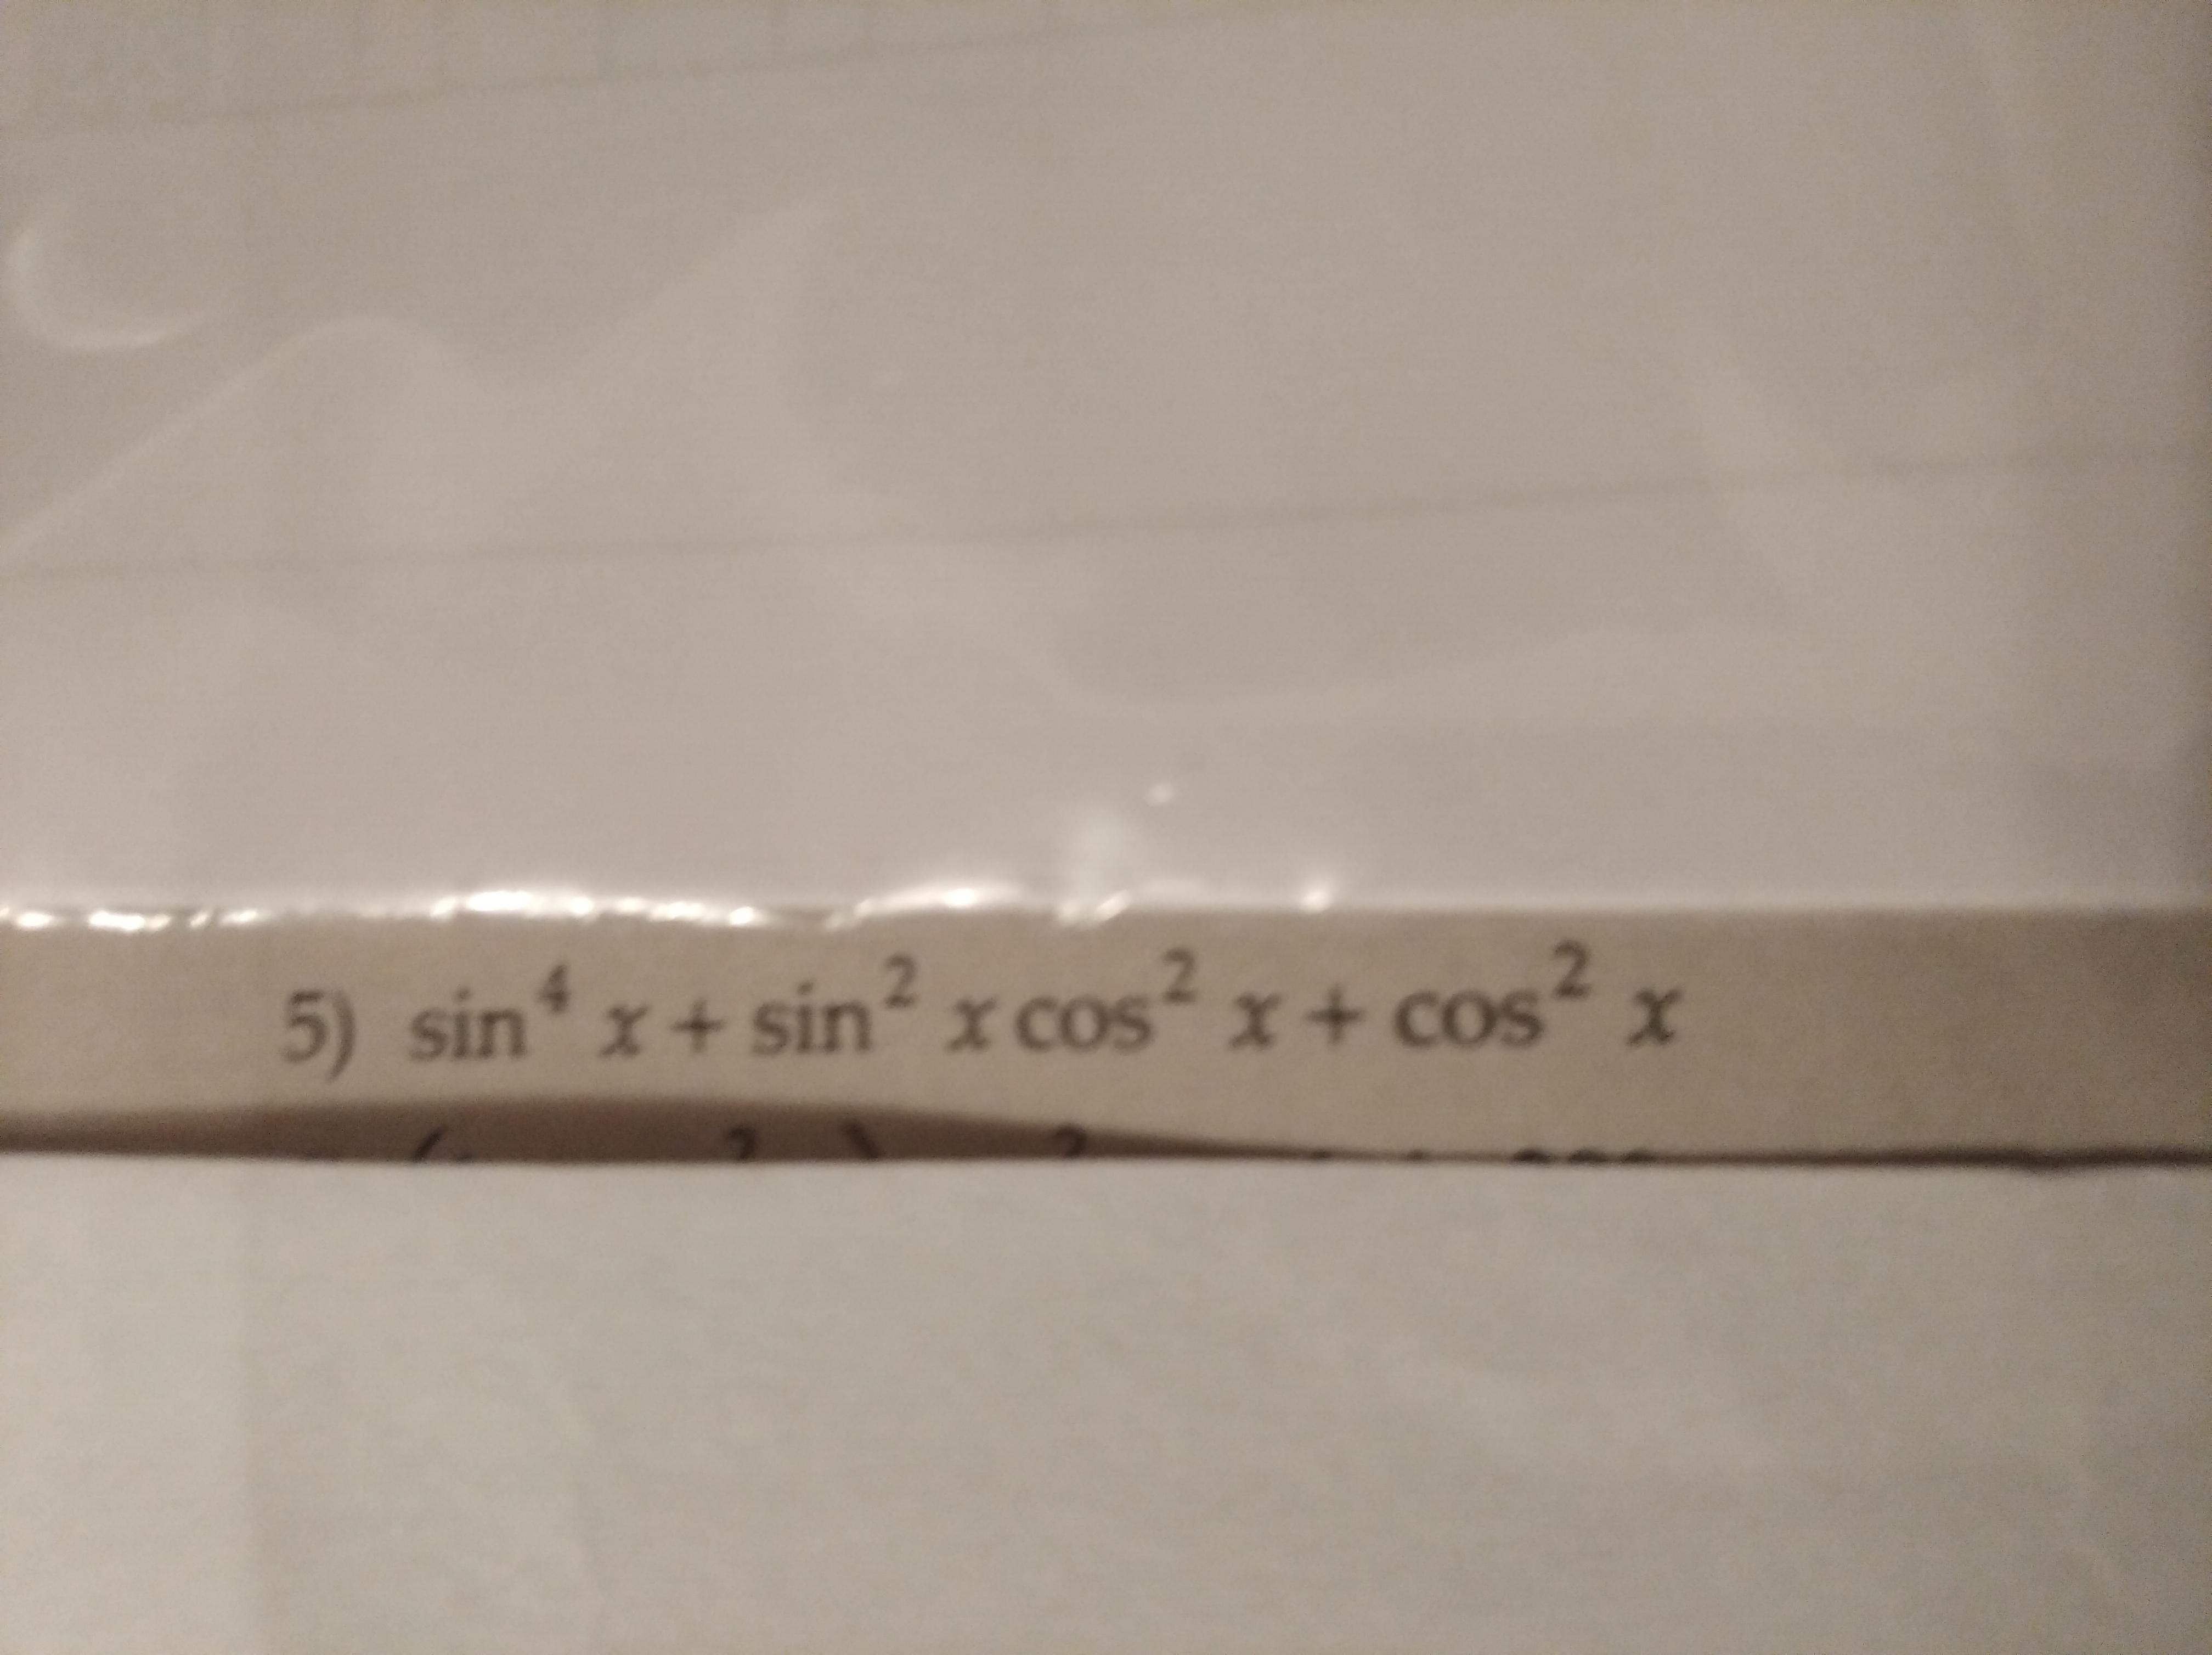 5) sin⁴ x + sin² x cos² x + cos² x